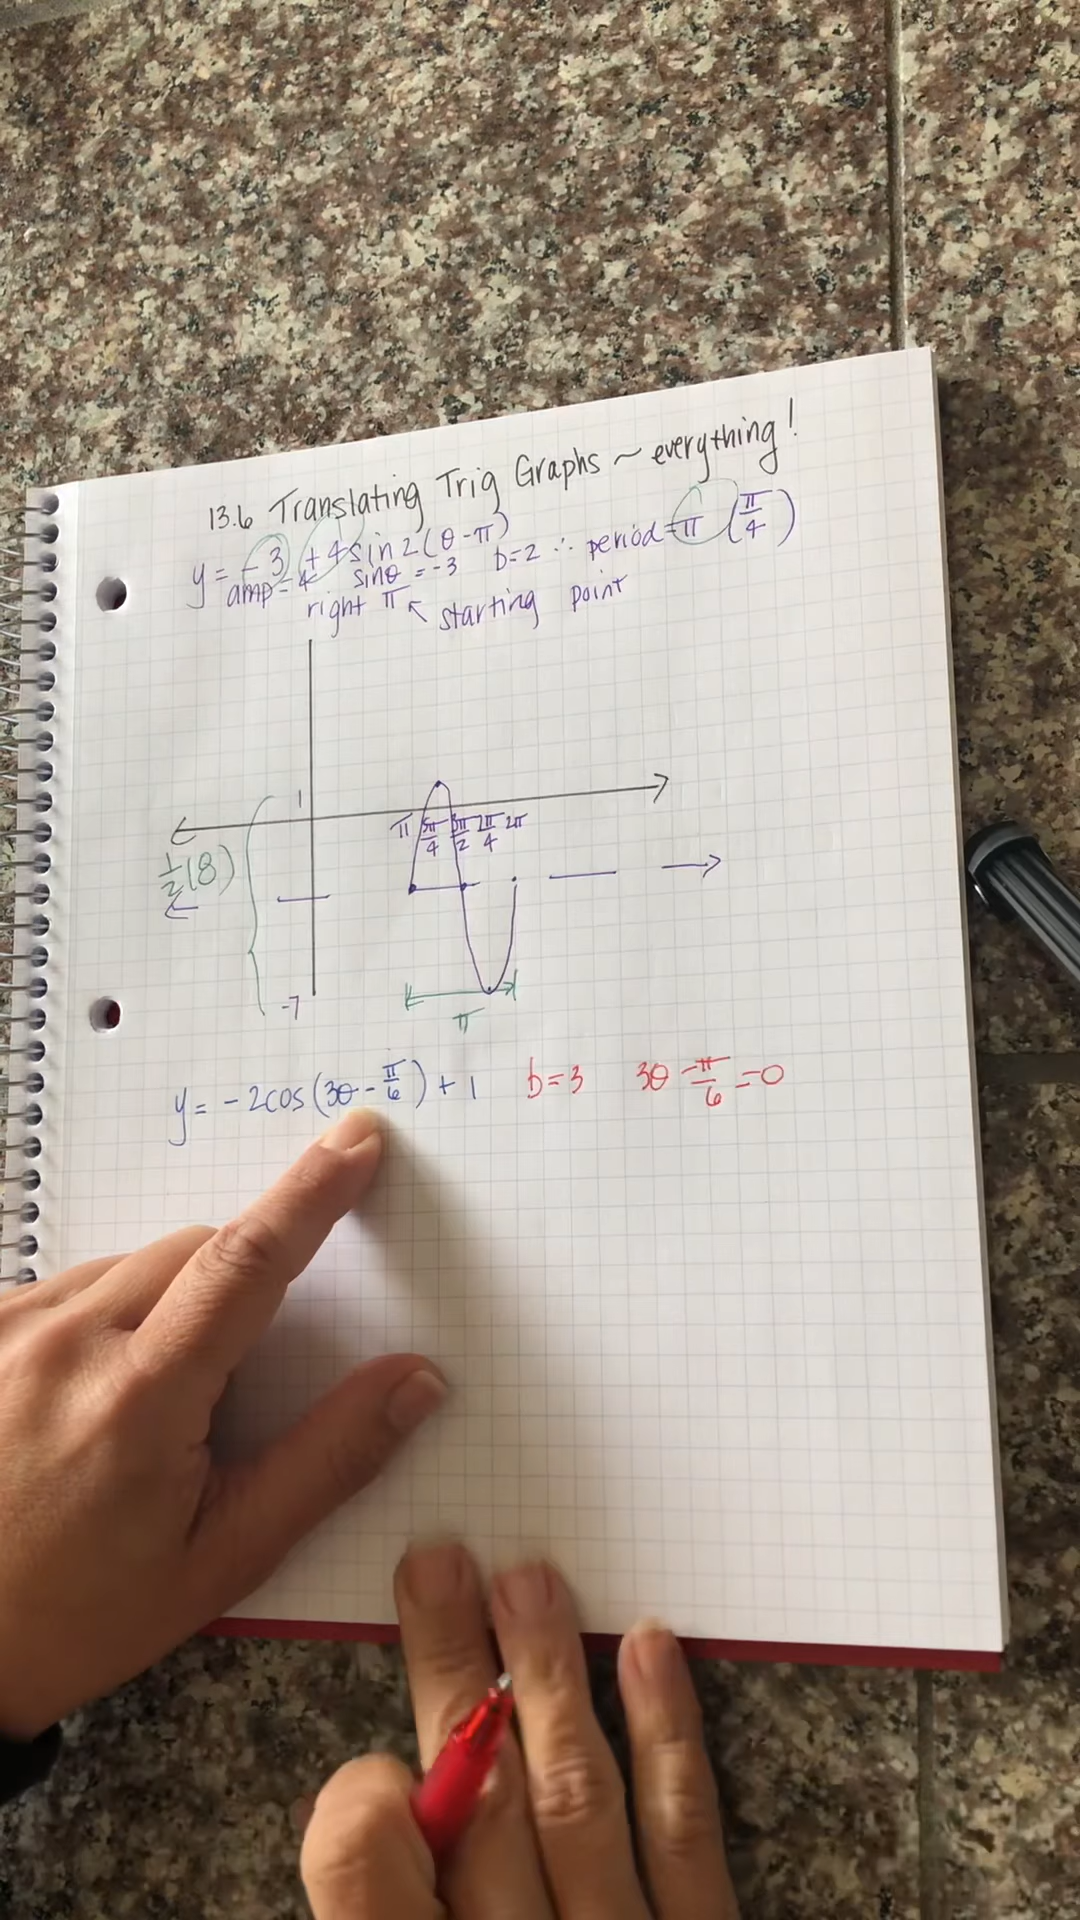 13.6 Translating Trig Graphs ~ everything!
y = -3 + 4 sin 2(θ - π)
amp = 4 sinθ = -3 b = 2 ∴ period = π (π/4)
right π ← starting point
1
π 5π/4 3π/2 7π/4 2π
1/2(8)
-7
π
y = -2cos(3θ - π/6) + 1 b = 3 3θ - π/6 = 0